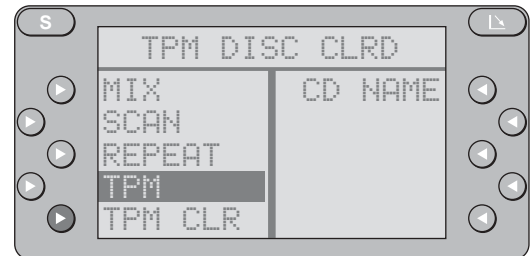 S
TPM DISC CLRD
MIX CD NAME
SCAN
REPEAT
TPM
TPM CLR